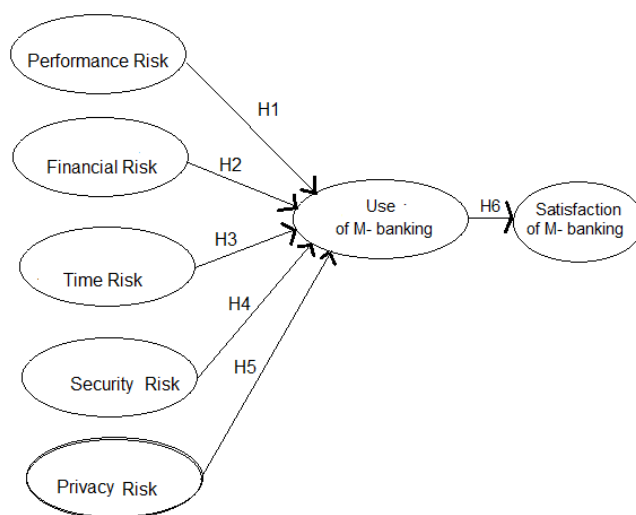 Performance Risk
H1
Financial Risk
H2
Use
of M- banking
H6
Satisfaction
of M- banking
H3
Time Risk
H4
Security Risk
H5
Privacy Risk